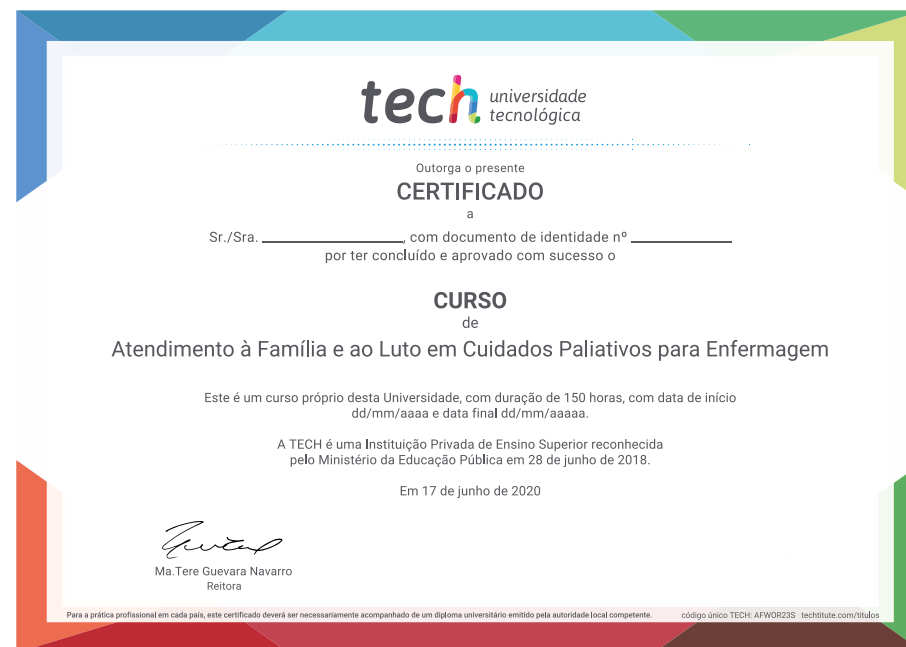 tech universidade
tecnológica
Outorga o presente
CERTIFICADO
a
Sr./Sra. ____________, com documento de identidade nº ____________
por ter concluído e aprovado com sucesso o
CURSO
de
Atendimento à Família e ao Luto em Cuidados Paliativos para Enfermagem
Este é um curso próprio desta Universidade, com duração de 150 horas, com data de início
dd/mm/aaaa e data final dd/mm/aaaaa.
A TECH é uma Instituição Privada de Ensino Superior reconhecida
pelo Ministério da Educação Pública em 28 de junho de 2018.
Em 17 de junho de 2020
Ma.Tere Guevara Navarro
Reitora
Para a prática profissional em cada país, este certificado deverá ser necessariamente acompanhado de um diploma universitário emitido pela autoridade local competente. código único TECH: AFWOR23S techtitute.com/títulos